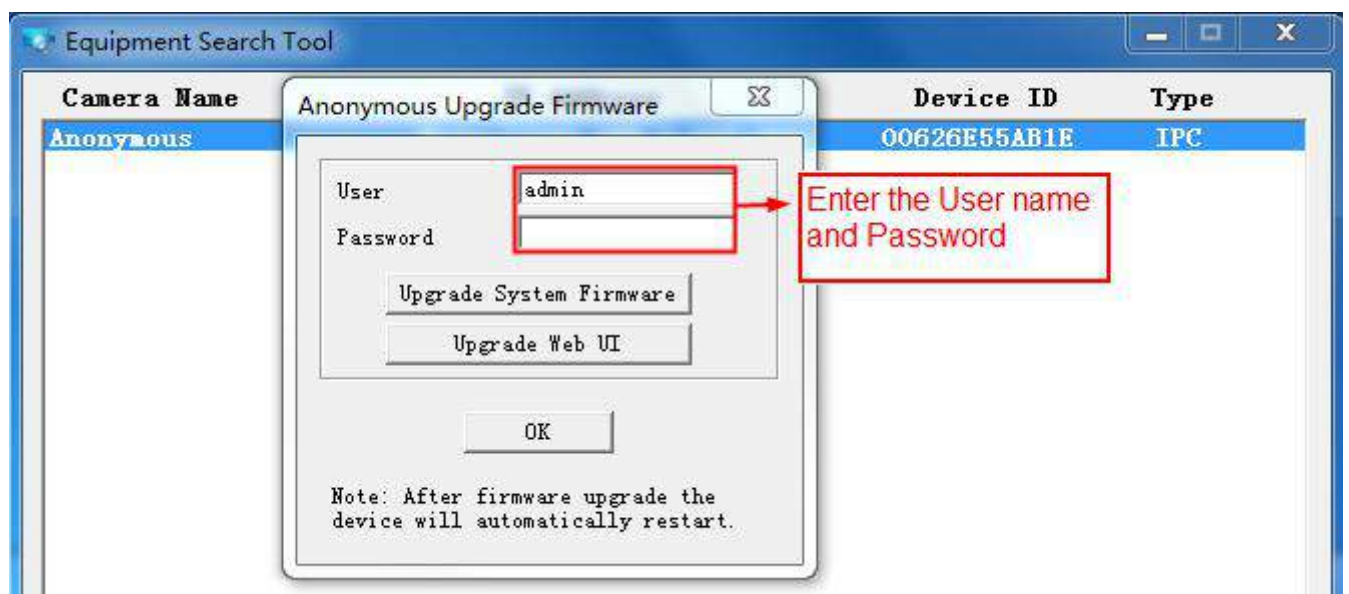 Equipment Search Tool
Camera Name
Device ID
Type
Anonymous
00626E55AB1E
IPC
Anonymous Upgrade Firmware
User
admin
Password
Enter the User name
and Password
Upgrade System Firmware
Upgrade Web UI
OK
Note: After firmware upgrade the
device will automatically restart.